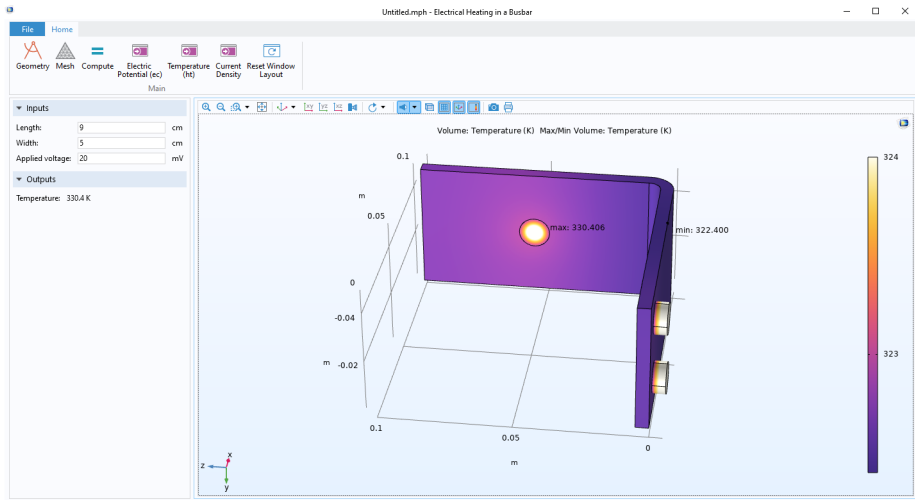 Untitled.mph - Electrical Heating in a Busbar
File Home
Geometry Mesh Compute Electric Potential (ec) Temperature (ht) Current Density Reset Window Layout
Main
Inputs
Length: 9 cm
Width: 5 cm
Applied voltage: 20 mV
Outputs
Temperature: 330.4 K
XY YZ XZ
Volume: Temperature (K) Max/Min Volume: Temperature (K)
324
0.1
m
0.05
max: 330.406
min: 322.400
0
-0.04
323
m
-0.02
0.1
0.05
0
m
x
z
y